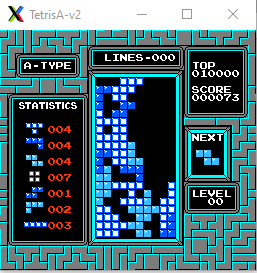 TetrisA-v2
A-TYPE
LINES-000
TOP
010000
SCORE
000073
STATISTICS
004
004
004
007
001
002
003
NEXT
LEVEL
00